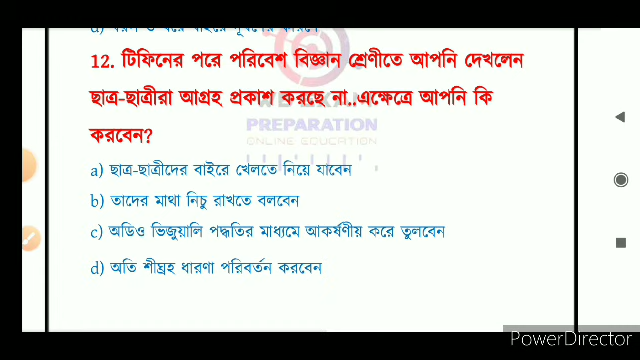 12. টিফিনের পরে পরিবেশ বিজ্ঞান শ্রেণীতে আপনি দেখলেন
ছাত্র-ছাত্রীরা আগ্রহ প্রকাশ করছে না..এক্ষেত্রে আপনি কি
করবেন?
PREPARATION
ONLINE EDUCATION
a) ছাত্র-ছাত্রীদের বাইরে খেলতে নিয়ে যাবেন
b) তাদের মাথা নিচু রাখতে বলবেন
c) অডিও ভিজুয়ালি পদ্ধতির মাধ্যমে আকর্ষণীয় করে তুলবেন
d) অতি শীঘ্রহ ধারণা পরিবর্তন করবেন
PowerDirector